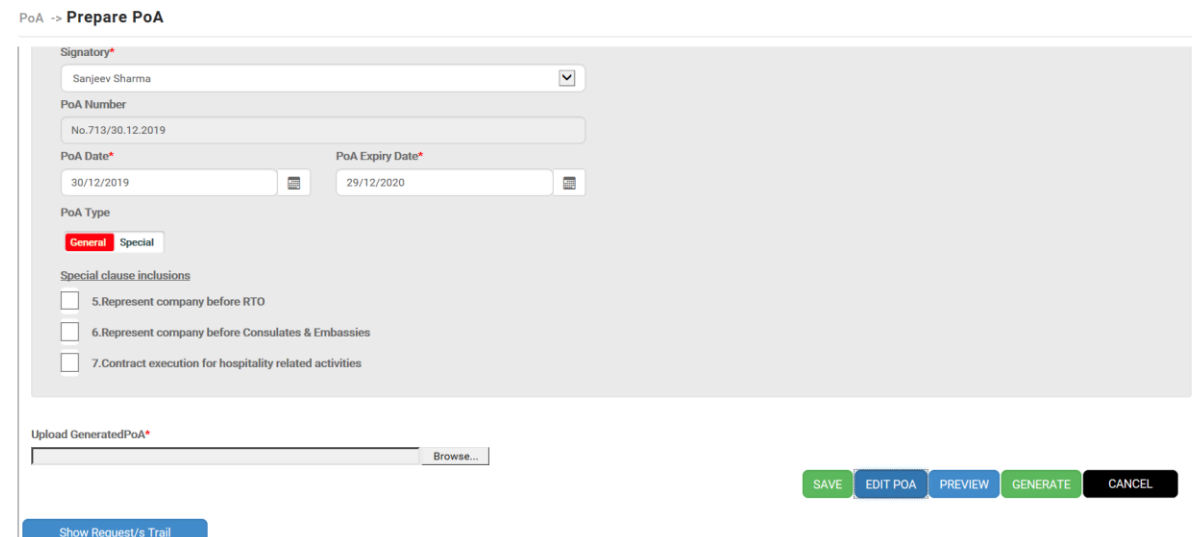 PoA -> Prepare PoA
Signatory*
Sanjeev Sharma
PoA Number
No.713/30.12.2019
PoA Date* PoA Expiry Date*
30/12/2019 29/12/2020
PoA Type
General Special
Special clause inclusions
5.Represent company before RTO
6.Represent company before Consulates & Embassies
7.Contract execution for hospitality related activities
Upload GeneratedPoA*
Browse...
SAVE EDIT POA PREVIEW GENERATE CANCEL
Show Request/s Trail